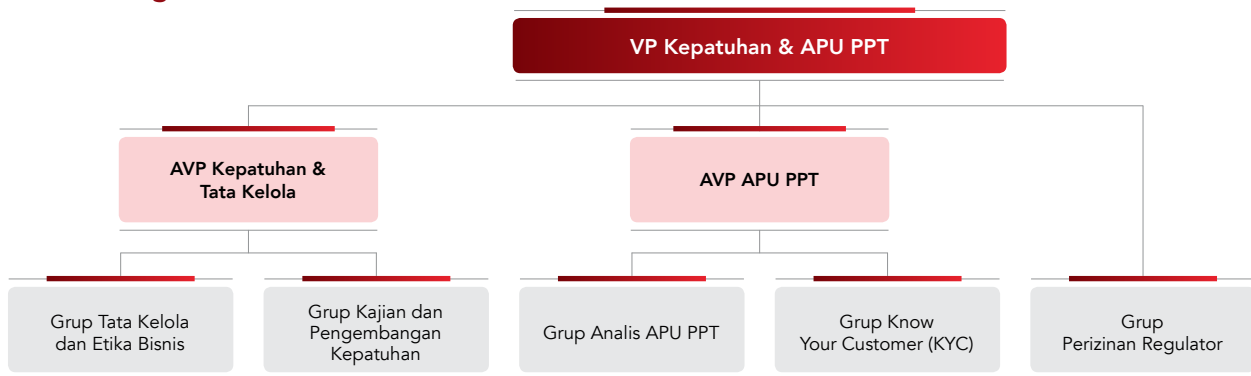 VP Kepatuhan & APU PPT
AVP Kepatuhan &
Tata Kelola
AVP APU PPT
Grup Tata Kelola
dan Etika Bisnis
Grup Kajian dan
Pengembangan
Kepatuhan
Grup Analis APU PPT
Grup Know
Your Customer (KYC)
Grup
Perizinan Regulator